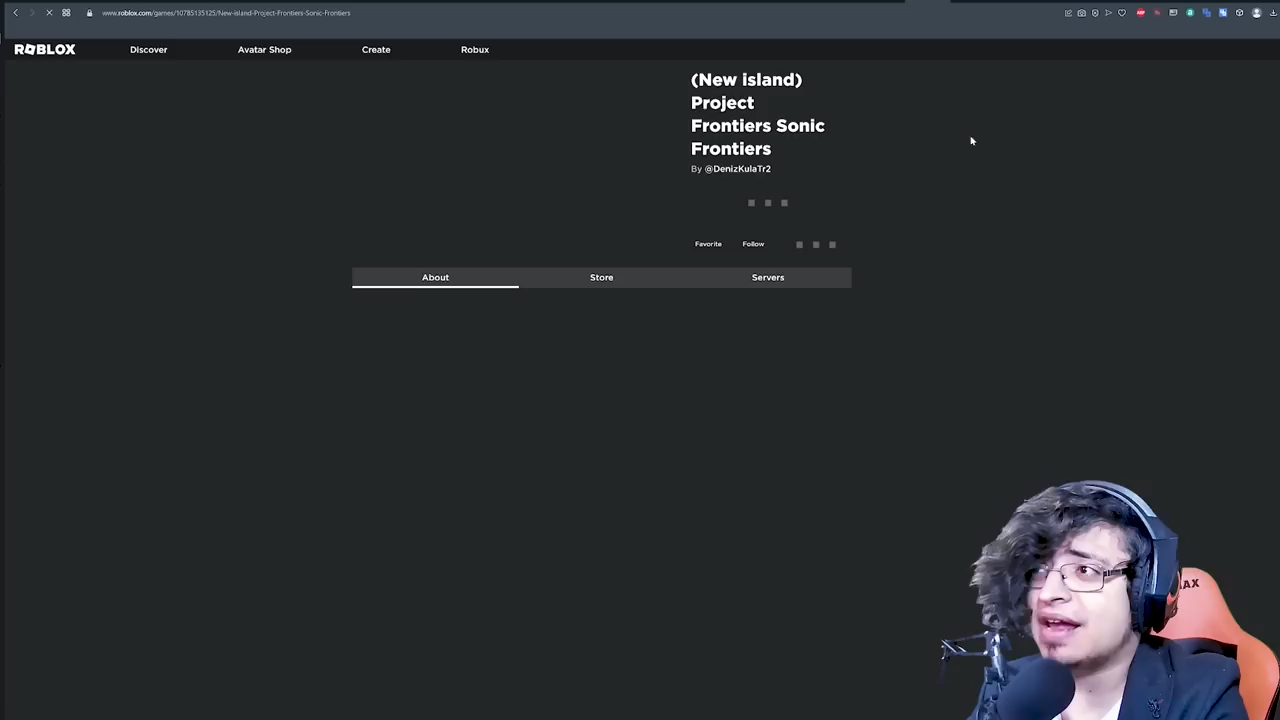 www.roblox.com/games/10785135125/New-island-Project-Frontiers-Sonic-Frontiers
ROBLOX
Discover
Avatar Shop
Create
Robux
(New island)
Project
Frontiers Sonic
Frontiers
By @DenizKulaTr2
Favorite
Follow
About
Store
Servers
AX